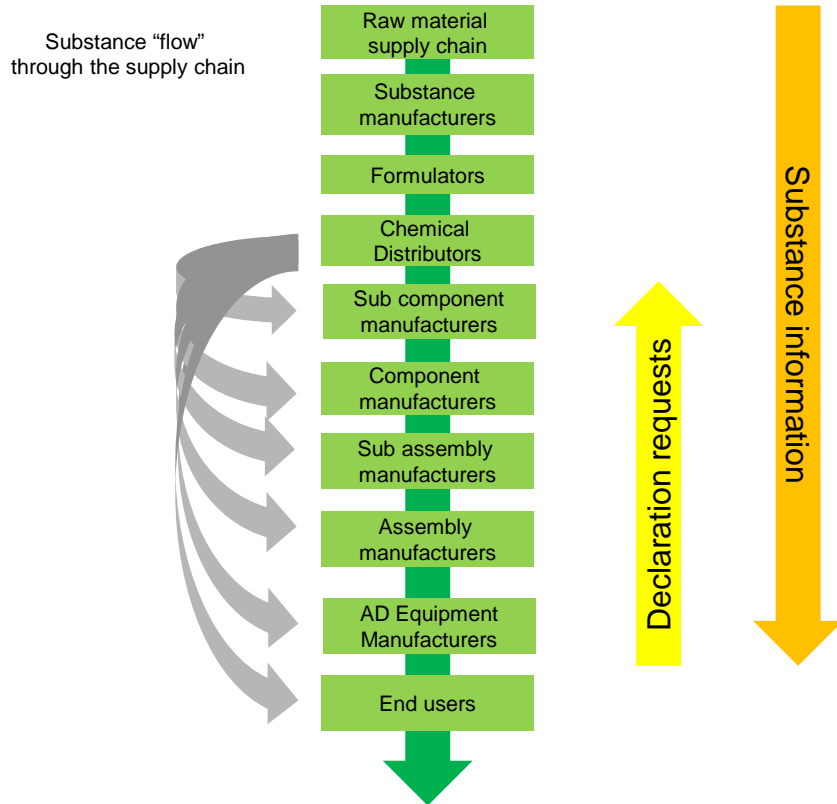 Substance “flow”
through the supply chain
Raw material
supply chain
Substance
manufacturers
Formulators
Chemical
Distributors
Sub component
manufacturers
Component
manufacturers
Sub assembly
manufacturers
Assembly
manufacturers
AD Equipment
Manufacturers
End users
Declaration requests
Substance information